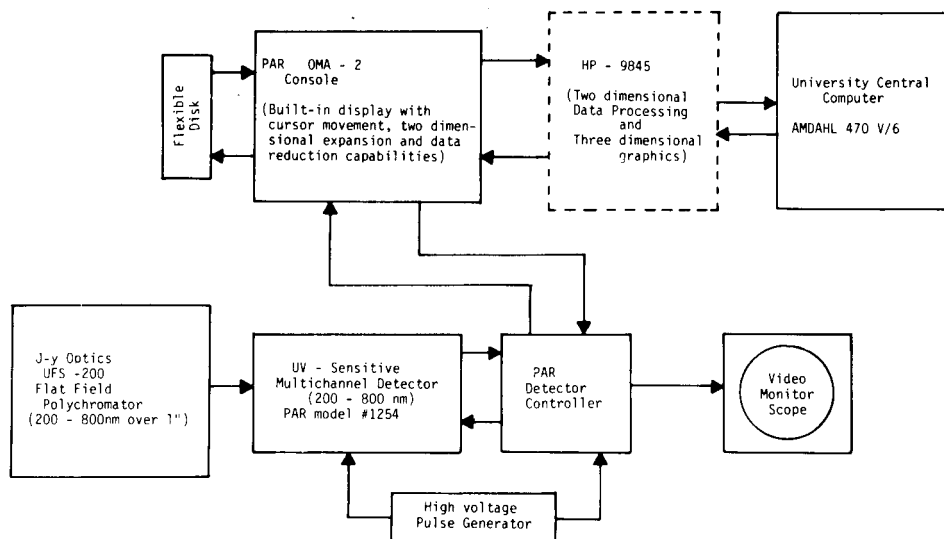 Flexible
Disk
PAR OMA - 2
Console
(Built-in display with
cursor movement, two dimen-
sional expansion and data
reduction capabilities)
HP - 9845
(Two dimensional
Data Processing
and
Three dimensional
graphics)
University Central
Computer
AMDAHL 470 V/6
J-y Optics
UFS -200
Flat Field
Polychromator
(200 - 800nm over 1")
UV - Sensitive
Multichannel Detector
(200 - 800 nm)
PAR model #1254
PAR
Detector
Controller
Video
Monitor
Scope
High voltage
Pulse Generator